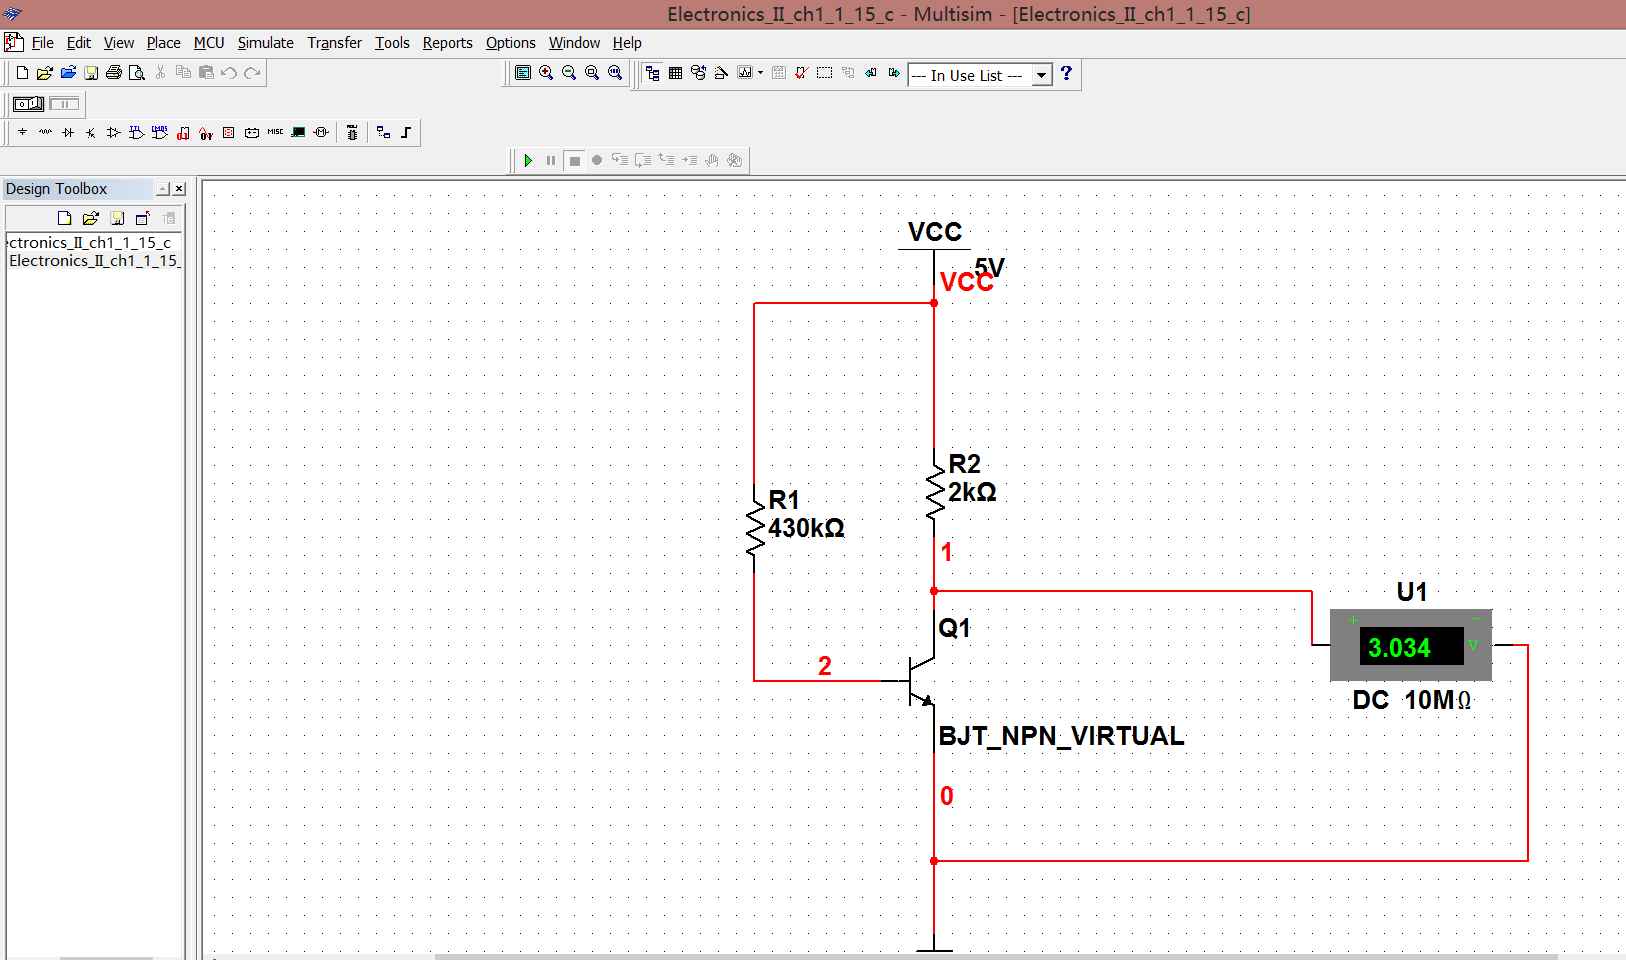 Electronics_II_ch1_1_15_c - Multisim - [Electronics_II_ch1_1_15_c]
File Edit View Place MCU Simulate Transfer Tools Reports Options Window Help
--- In Use List ---
MISC
Design Toolbox
ctronics_II_ch1_1_15_c
Electronics_II_ch1_1_15_
VCC
5V
VCC
R2
2kΩ
R1
430kΩ
1
U1
Q1
+ −
3.034 V
2
DC 10MΩ
BJT_NPN_VIRTUAL
0